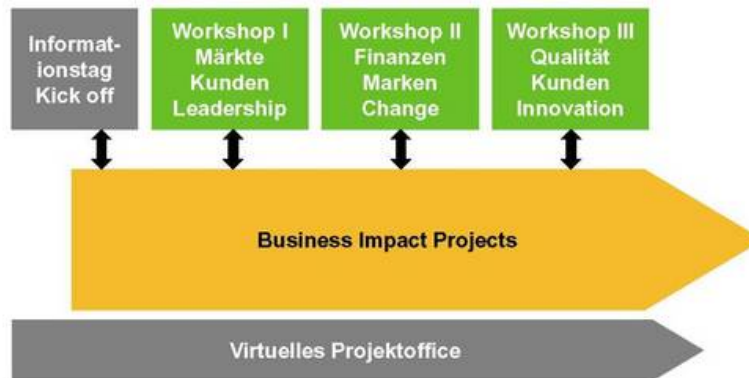 Informat-
ionstag
Kick off
Workshop I
Märkte
Kunden
Leadership
Workshop II
Finanzen
Marken
Change
Workshop III
Qualität
Kunden
Innovation
Business Impact Projects
Virtuelles Projektoffice